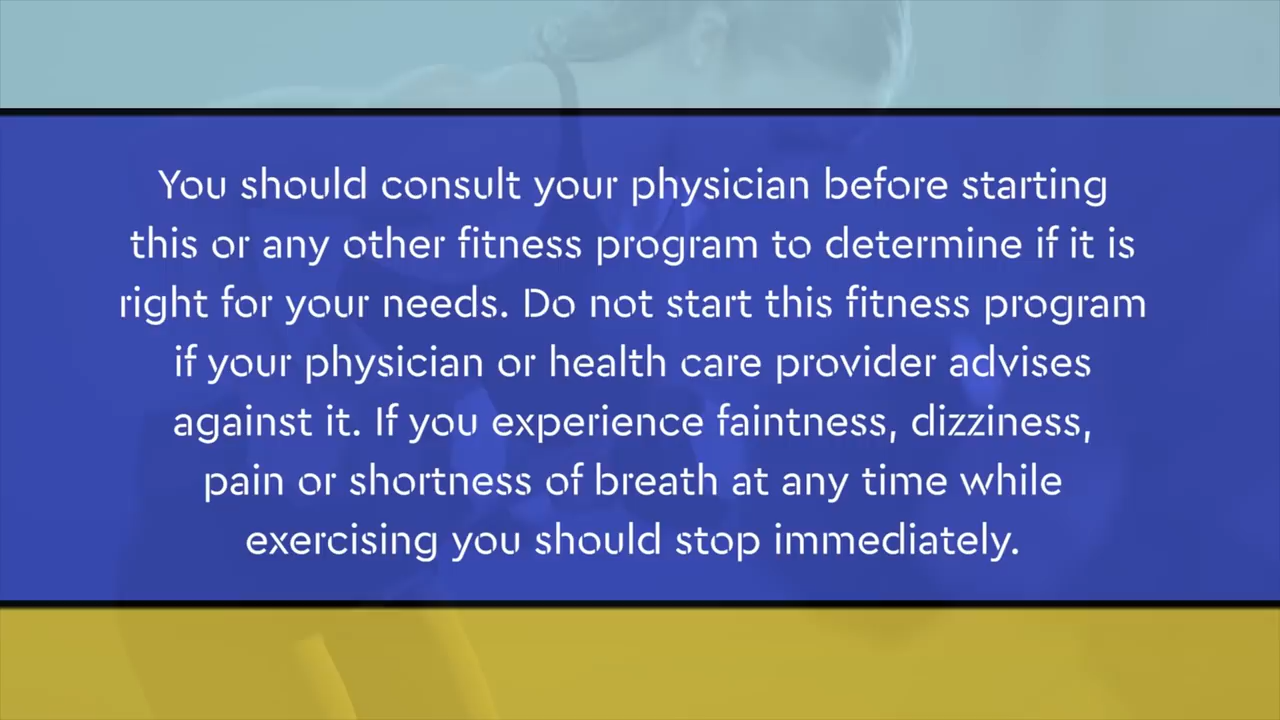 You should consult your physician before starting
this or any other fitness program to determine if it is
right for your needs. Do not start this fitness program
if your physician or health care provider advises
against it. If you experience faintness, dizziness,
pain or shortness of breath at any time while
exercising you should stop immediately.